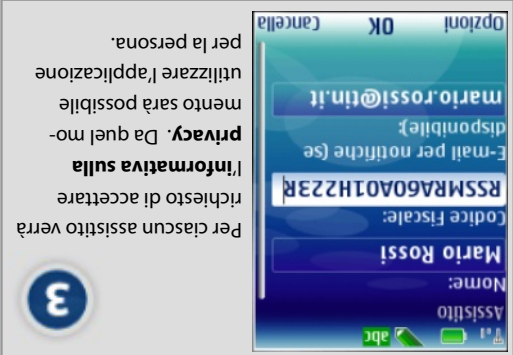 abc
Assistito
Nome:
Mario Rossi
Codice Fiscale:
RSSMRA60A01H223R
E-Mail per notifiche (se
disponibile):
mario.rossi@tin.it
Opzioni OK Cancella
3
Per ciascun assistito verrà
richiesto di accettare
l'informativa sulla
privacy. Da quel mo-
mento sarà possibile
utilizzare l'applicazione
per la persona.